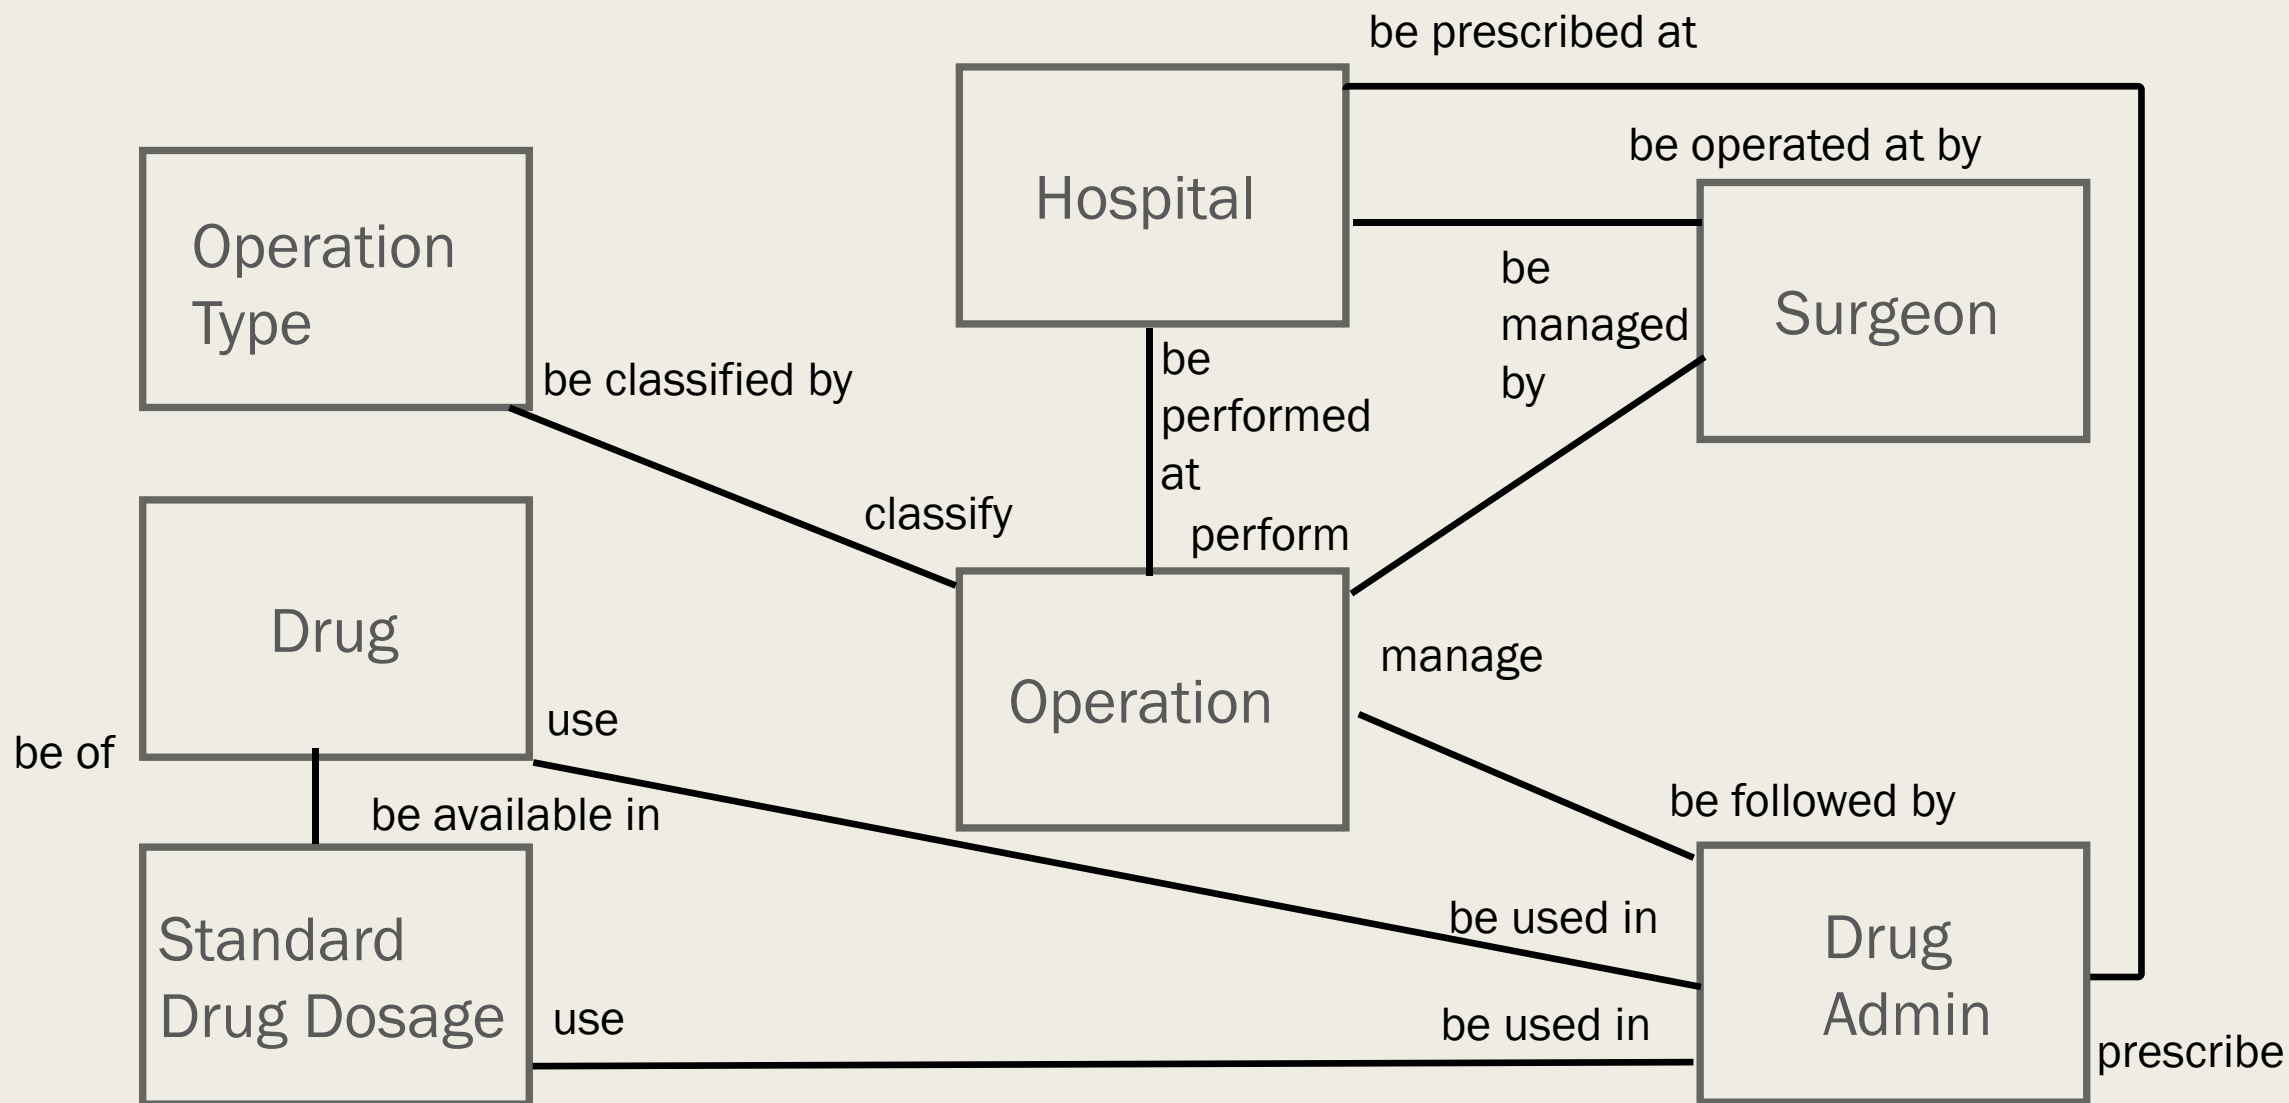 be prescribed at
be operated at by
Hospital
Operation
Type
be
managed
by
Surgeon
be classified by
be
performed
at
classify
perform
Drug
manage
Operation
use
be of
be available in
be followed by
be used in
Standard
Drug Dosage
Drug
Admin
use
be used in
prescribe